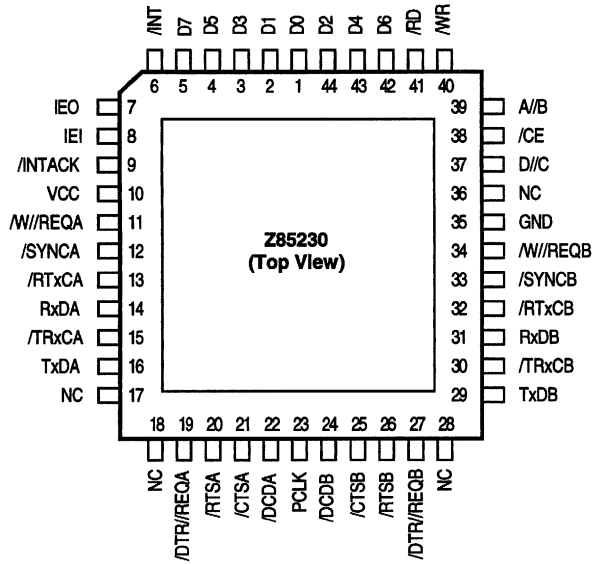 /INT D7 D5 D3 D1 D0 D2 D4 D6 /RD /WR
6 5 4 3 2 1 44 43 42 41 40
IEO 7 39 A//B
IEI 8 38 /CE
/INTACK 9 37 D//C
VCC 10 36 NC
/W//REQA 11 35 GND
/SYNCA 12 34 /W//REQB
/RTxCA 13 33 /SYNCB
RxDA 14 32 /RTxCB
/TRxCA 15 31 RxDB
TxDA 16 30 /TRxCB
NC 17 29 TxDB
Z85230
(Top View)
18 19 20 21 22 23 24 25 26 27 28
NC /DTR//REQA /RTSA /CTSA /DCDA PCLK /DCDB /CTSB /RTSB /DTR//REQB NC